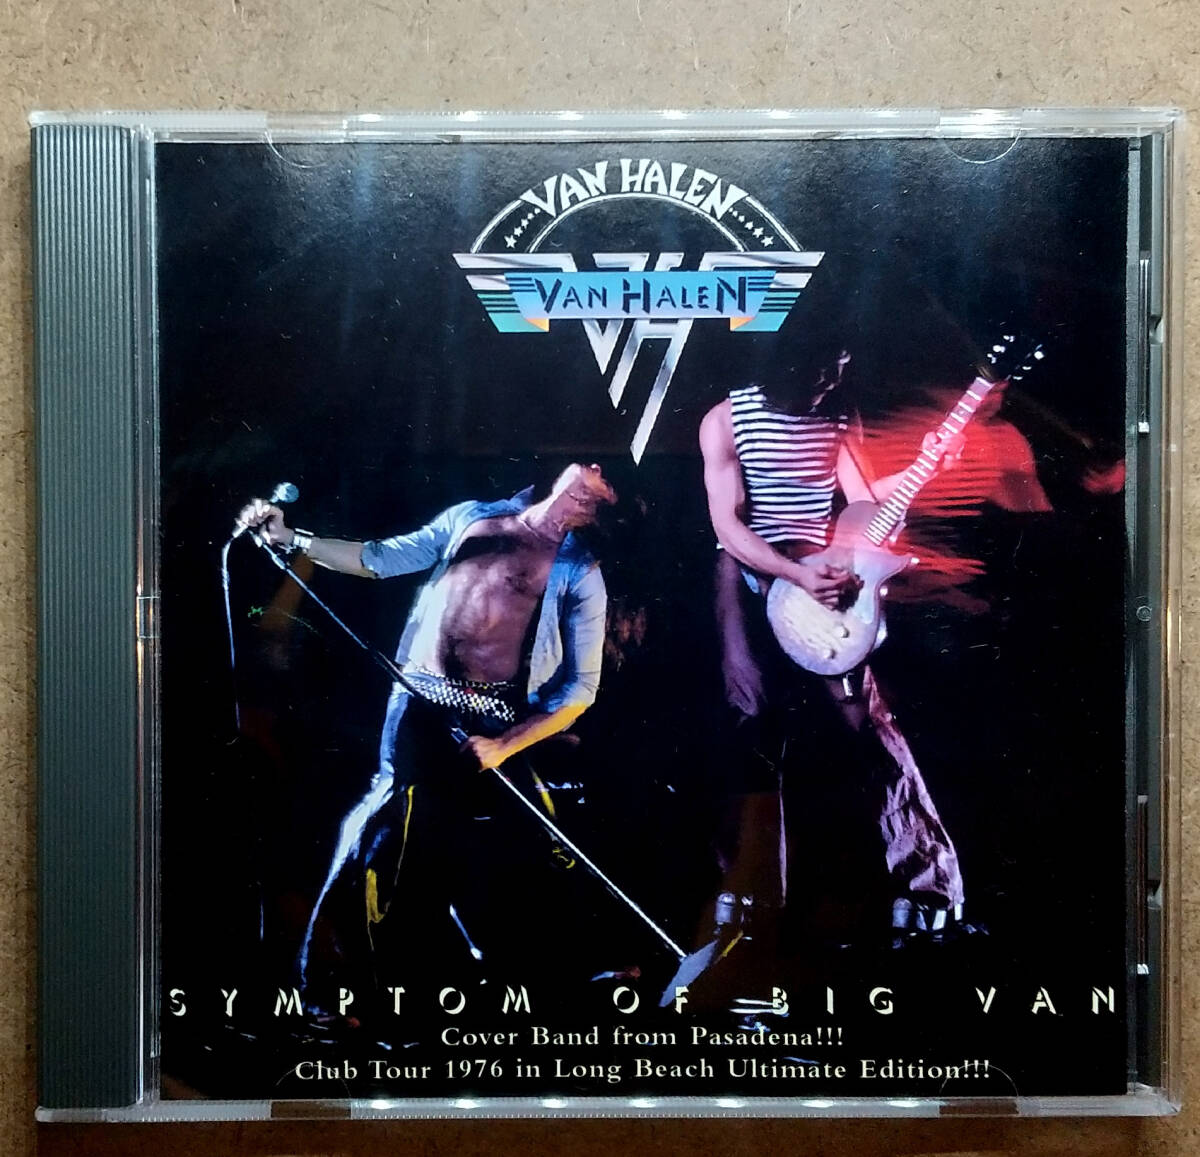 VAN HALEN
VAN HALEN
SYMPTOM OF BIG VAN
Cover Band from Pasadena!!!
Club Tour 1976 in Long Beach Ultimate Edition!!!